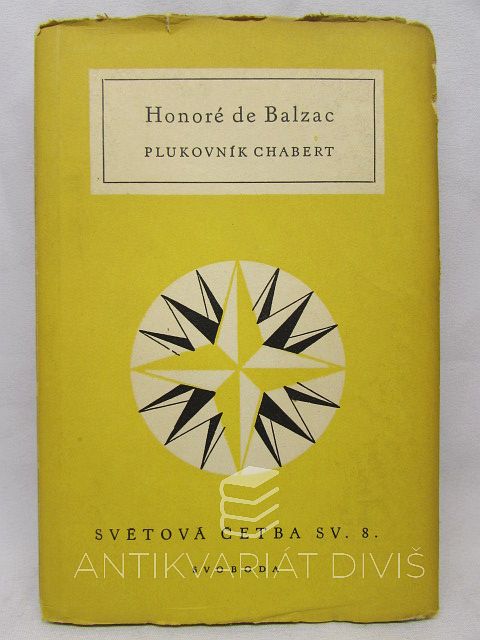 Honoré de Balzac
PLUKOVNÍK CHABERT
SVĚTOVÁ ČETBA SV. 8.
ANTIKVARIÁT DIVIŠ
SVOBODA